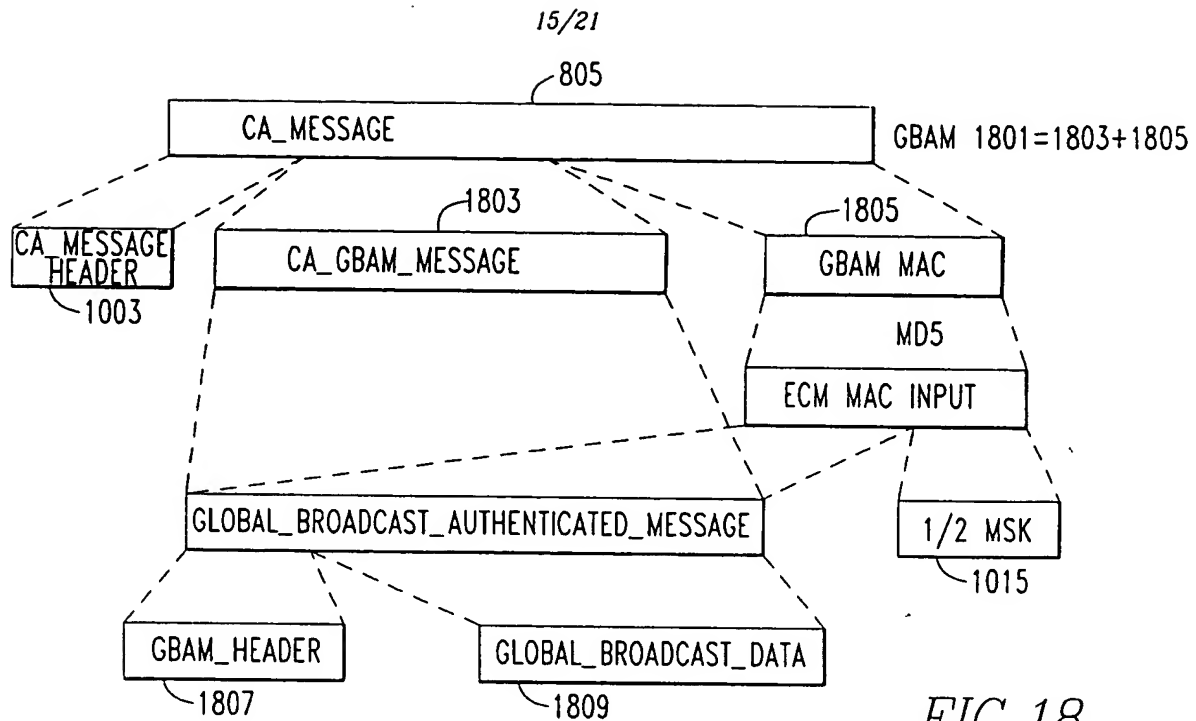 15/21
805
CA_MESSAGE
GBAM 1801=1803+1805
CA_MESSAGE
HEADER
1003
1803
CA_GBAM_MESSAGE
1805
GBAM MAC
MD5
ECM MAC INPUT
GLOBAL_BROADCAST_AUTHENTICATED_MESSAGE
1/2 MSK
1015
GBAM_HEADER
1807
GLOBAL_BROADCAST_DATA
1809
FIG. 18